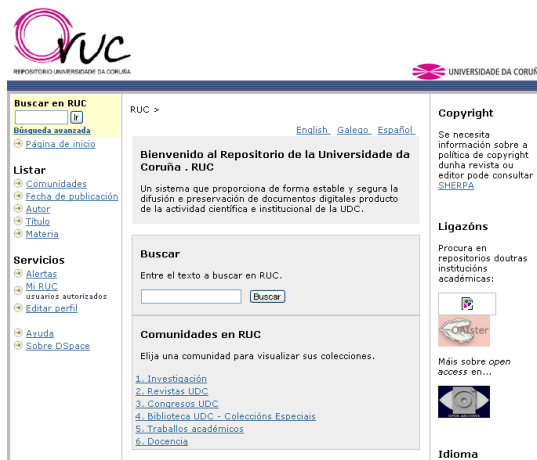 ruc
REPOSITORIO UNIVERSIDADE DA CORUÑA
UNIVERSIDADE DA CORUÑ
Buscar en RUC
Ir
Búsqueda avanzada
Página de inicio
Listar
Comunidades
Fecha de publicación
Autor
Título
Materia
Servicios
Alertas
Mi RUC
usuarios autorizados
Editar perfil
Ayuda
Sobre DSpace
RUC >
English Galego Español
Bienvenido al Repositorio de la Universidade da
Coruña . RUC
Un sistema que proporciona de forma estable y segura la
difusión e preservación de documentos digitales producto
de la actividad científica e institucional de la UDC.
Buscar
Entre el texto a buscar en RUC.
Buscar
Comunidades en RUC
Elija una comunidad para visualizar sus colecciones.
1. Investigación
2. Revistas UDC
3. Congresos UDC
4. Biblioteca UDC - Coleccións Especiais
5. Traballos académicos
6. Docencia
Copyright
Se necesita
información sobre a
política de copyright
dunha revista ou
editor pode consultar
SHERPA
Ligazóns
Procura en
repositorios doutras
institucións
académicas:
OAIster
Máis sobre open
access en...
OPEN ARCHIVES
Idioma